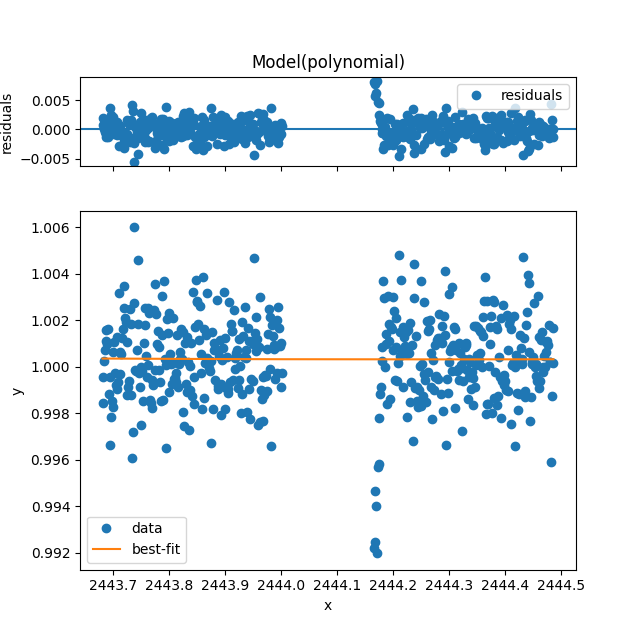 Model(polynomial)
residuals
0.005
0.000
−0.005
residuals
1.006
1.004
1.002
1.000
0.998
0.996
0.994
0.992
y
data
best-fit
2443.7 2443.8 2443.9 2444.0 2444.1 2444.2 2444.3 2444.4 2444.5
x